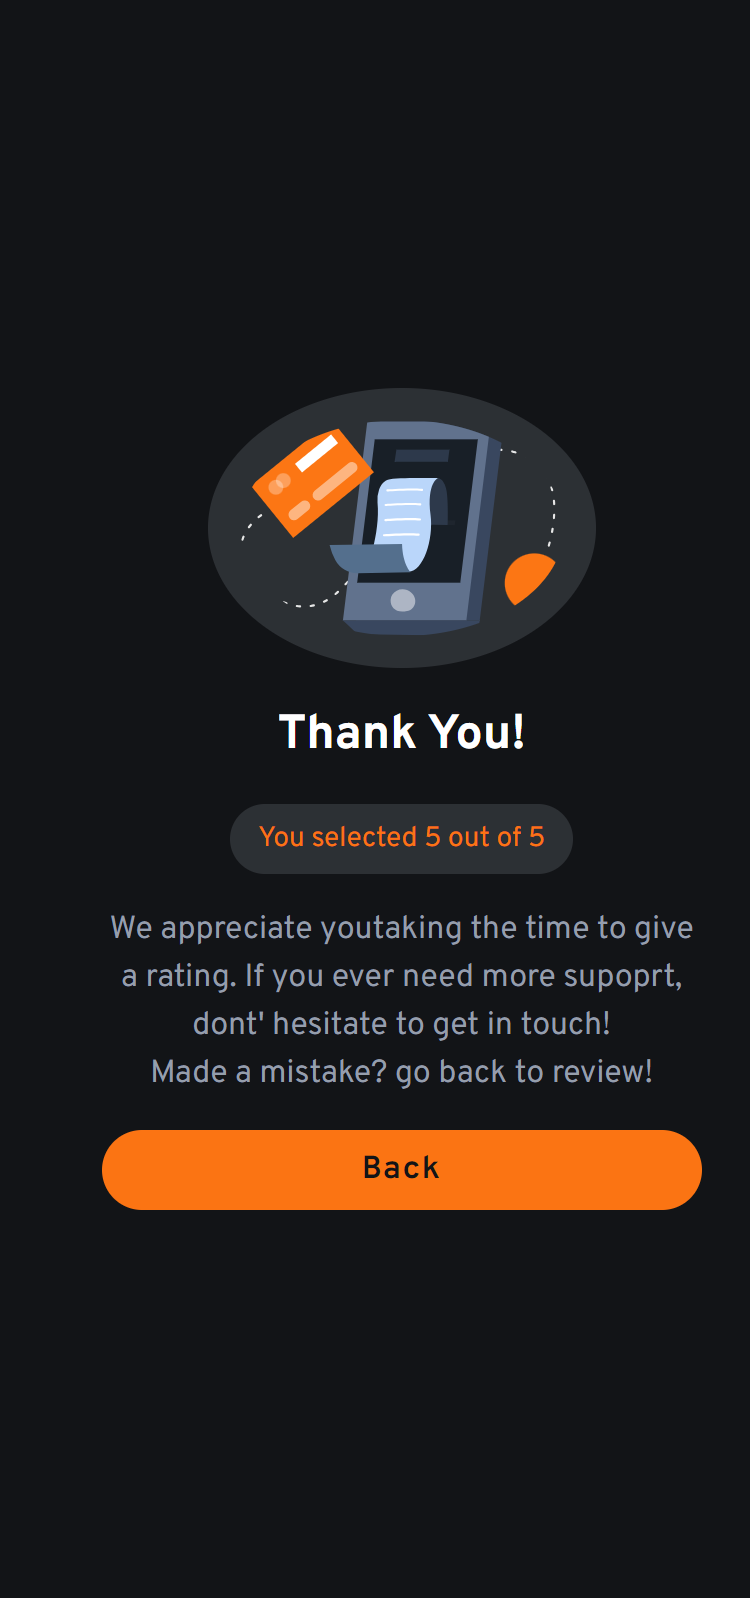 Thank You!
You selected 5 out of 5
We appreciate youtaking the time to give
a rating. If you ever need more supoprt,
dont' hesitate to get in touch!
Made a mistake? go back to review!
Back